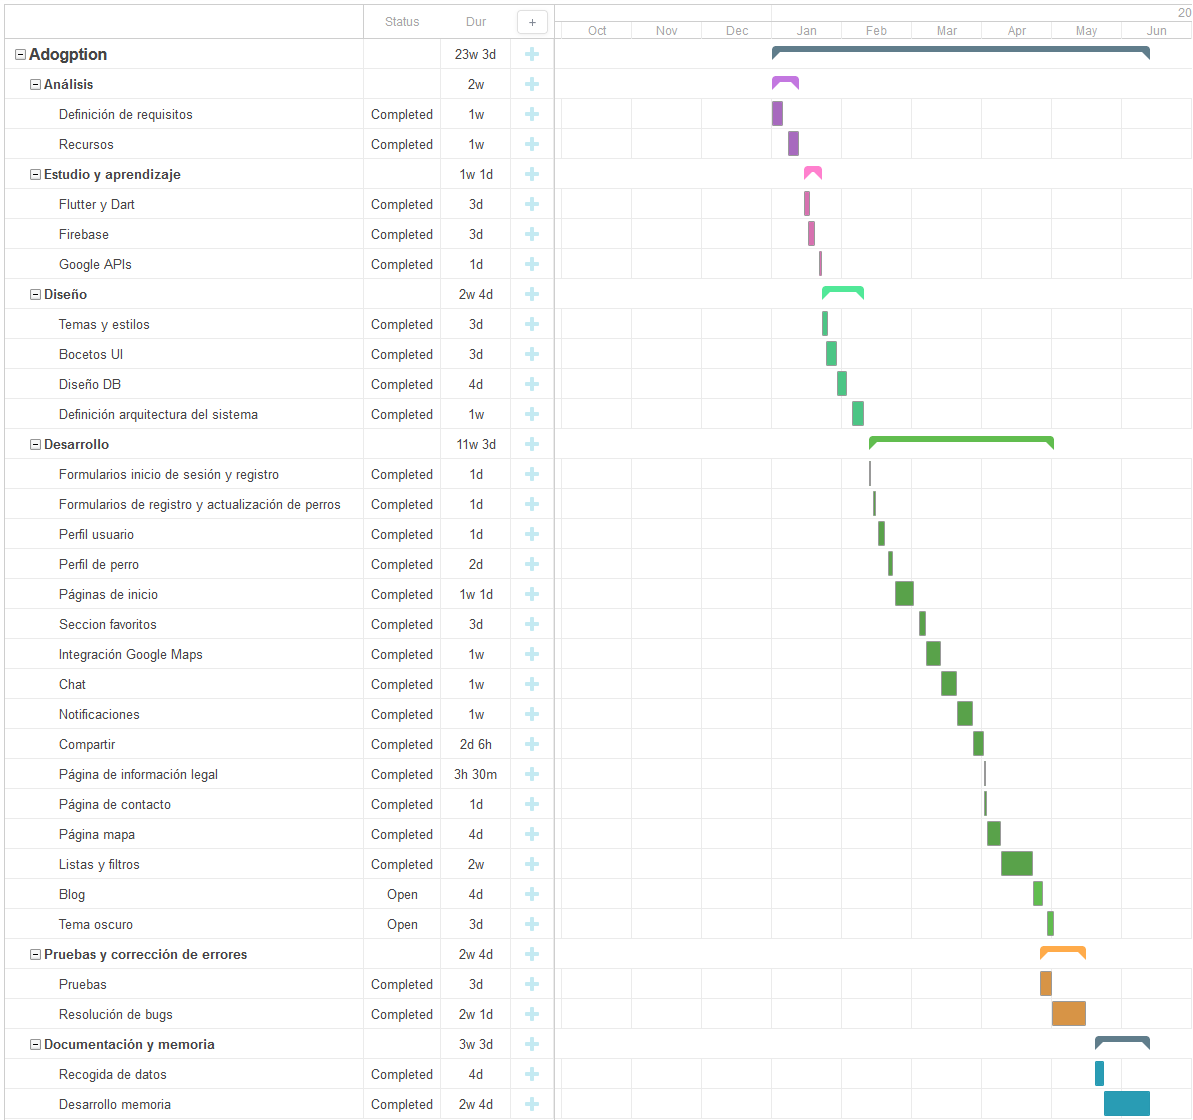 20
Status Dur +
Oct Nov Dec Jan Feb Mar Apr May Jun
Adogption 23w 3d
Análisis 2w
Definición de requisitos Completed 1w
Recursos Completed 1w
Estudio y aprendizaje 1w 1d
Flutter y Dart Completed 3d
Firebase Completed 3d
Google APIs Completed 1d
Diseño 2w 4d
Temas y estilos Completed 3d
Bocetos UI Completed 3d
Diseño DB Completed 4d
Definición arquitectura del sistema Completed 1w
Desarrollo 11w 3d
Formularios inicio de sesión y registro Completed 1d
Formularios de registro y actualización de perros Completed 1d
Perfil usuario Completed 1d
Perfil de perro Completed 2d
Páginas de inicio Completed 1w 1d
Seccion favoritos Completed 3d
Integración Google Maps Completed 1w
Chat Completed 1w
Notificaciones Completed 1w
Compartir Completed 2d 6h
Página de información legal Completed 3h 30m
Página de contacto Completed 1d
Página mapa Completed 4d
Listas y filtros Completed 2w
Blog Open 4d
Tema oscuro Open 3d
Pruebas y corrección de errores 2w 4d
Pruebas Completed 3d
Resolución de bugs Completed 2w 1d
Documentación y memoria 3w 3d
Recogida de datos Completed 4d
Desarrollo memoria Completed 2w 4d